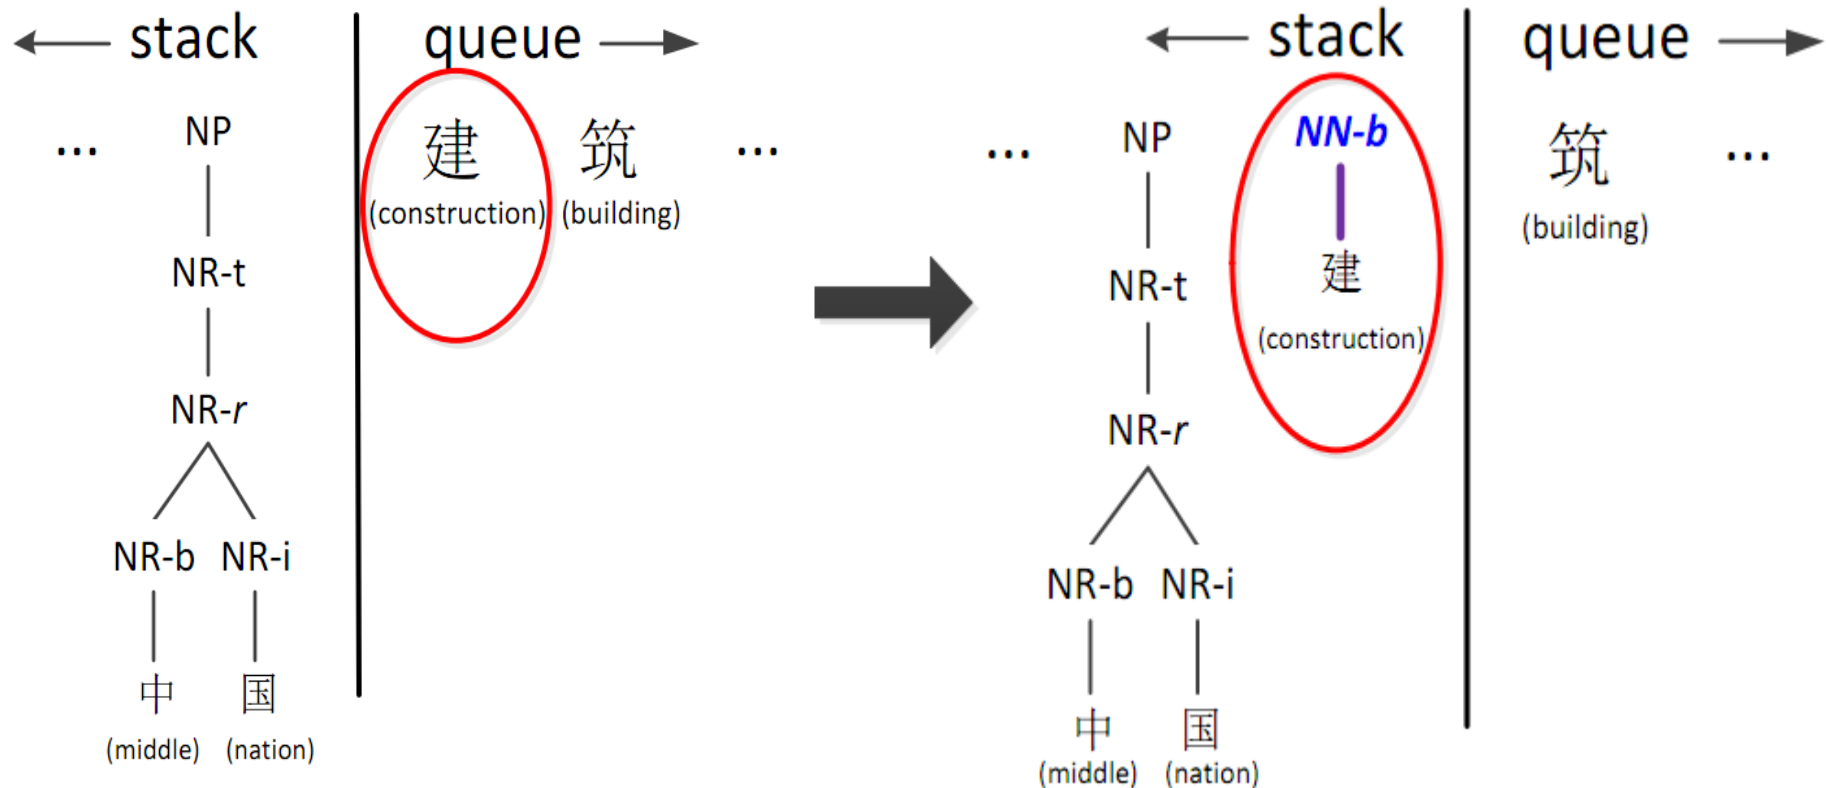 stack queue
... NP 建 筑 ...
(construction) (building)
NR-t
NR-r
NR-b NR-i
中 国
(middle) (nation)
stack queue
... NP NN-b 筑 ...
(building)
建
NR-t
(construction)
NR-r
NR-b NR-i
中 国
(middle) (nation)